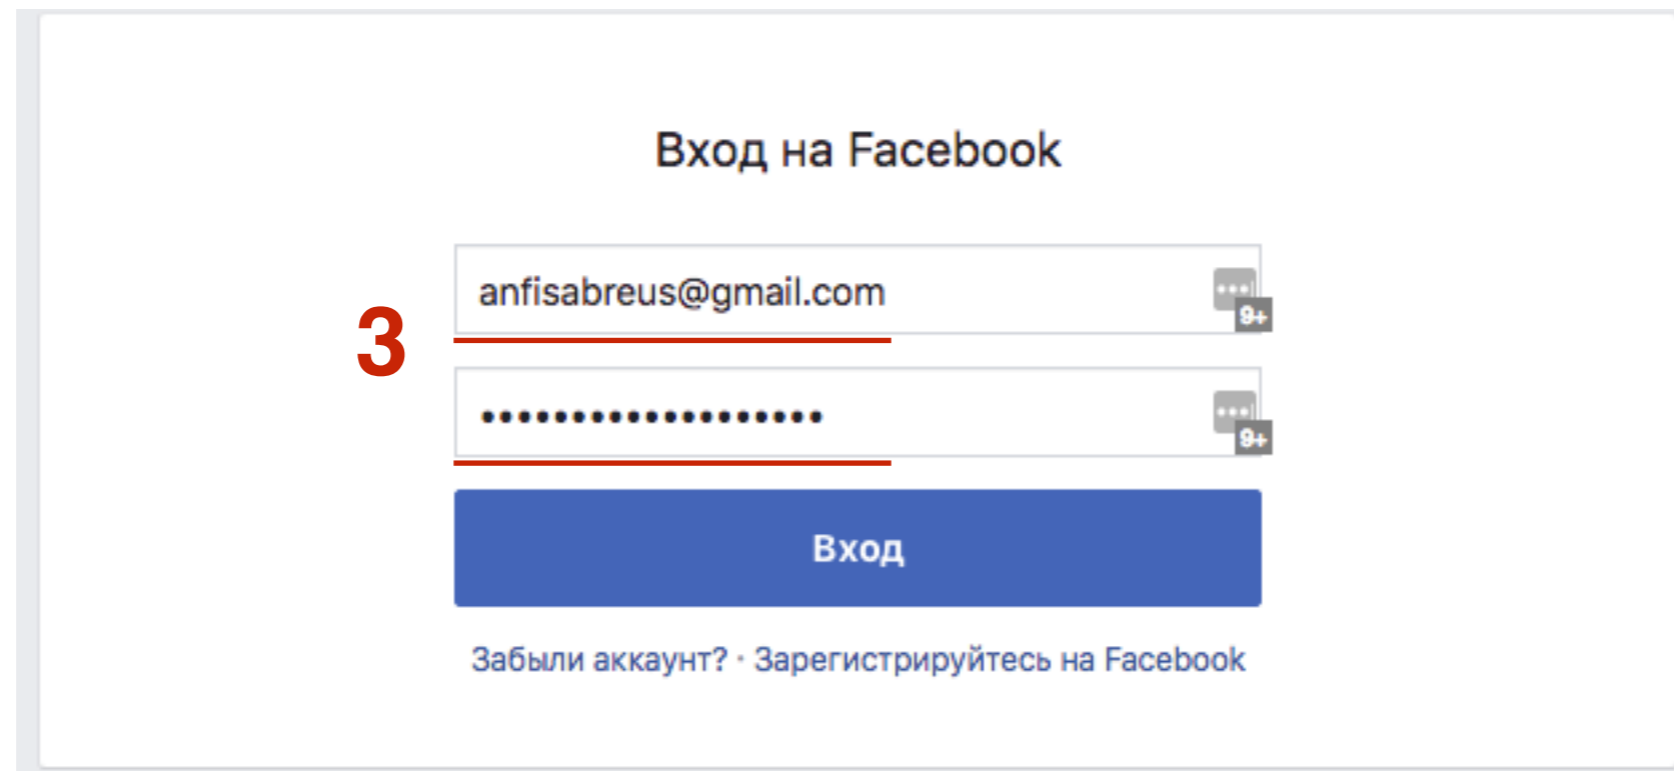 Вход на Facebook
anfisabreus@gmail.com
9+
3
•••••••••••••••••••
9+
Вход
Забыли аккаунт? · Зарегистрируйтесь на Facebook